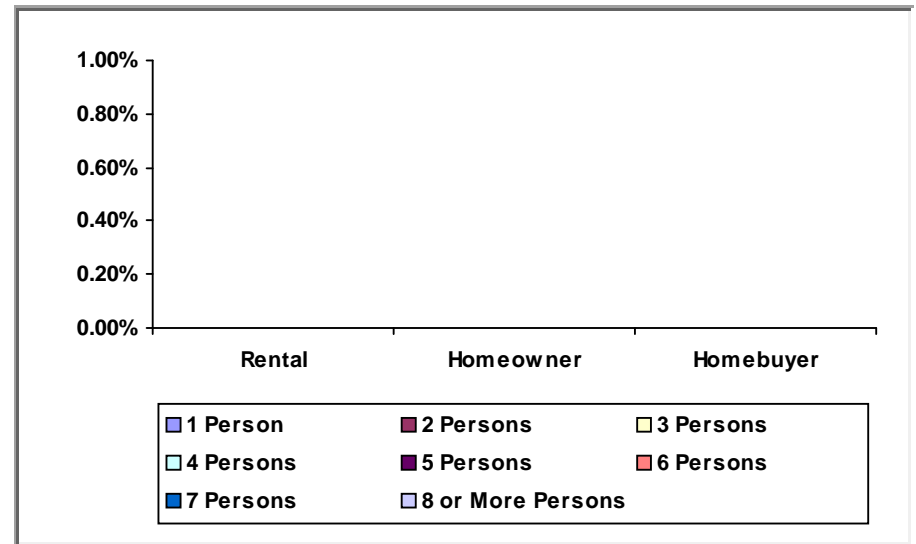 1.00%
0.80%
0.60%
0.40%
0.20%
0.00%
Rental Homeowner Homebuyer
1 Person 2 Persons 3 Persons
4 Persons 5 Persons 6 Persons
7 Persons 8 or More Persons